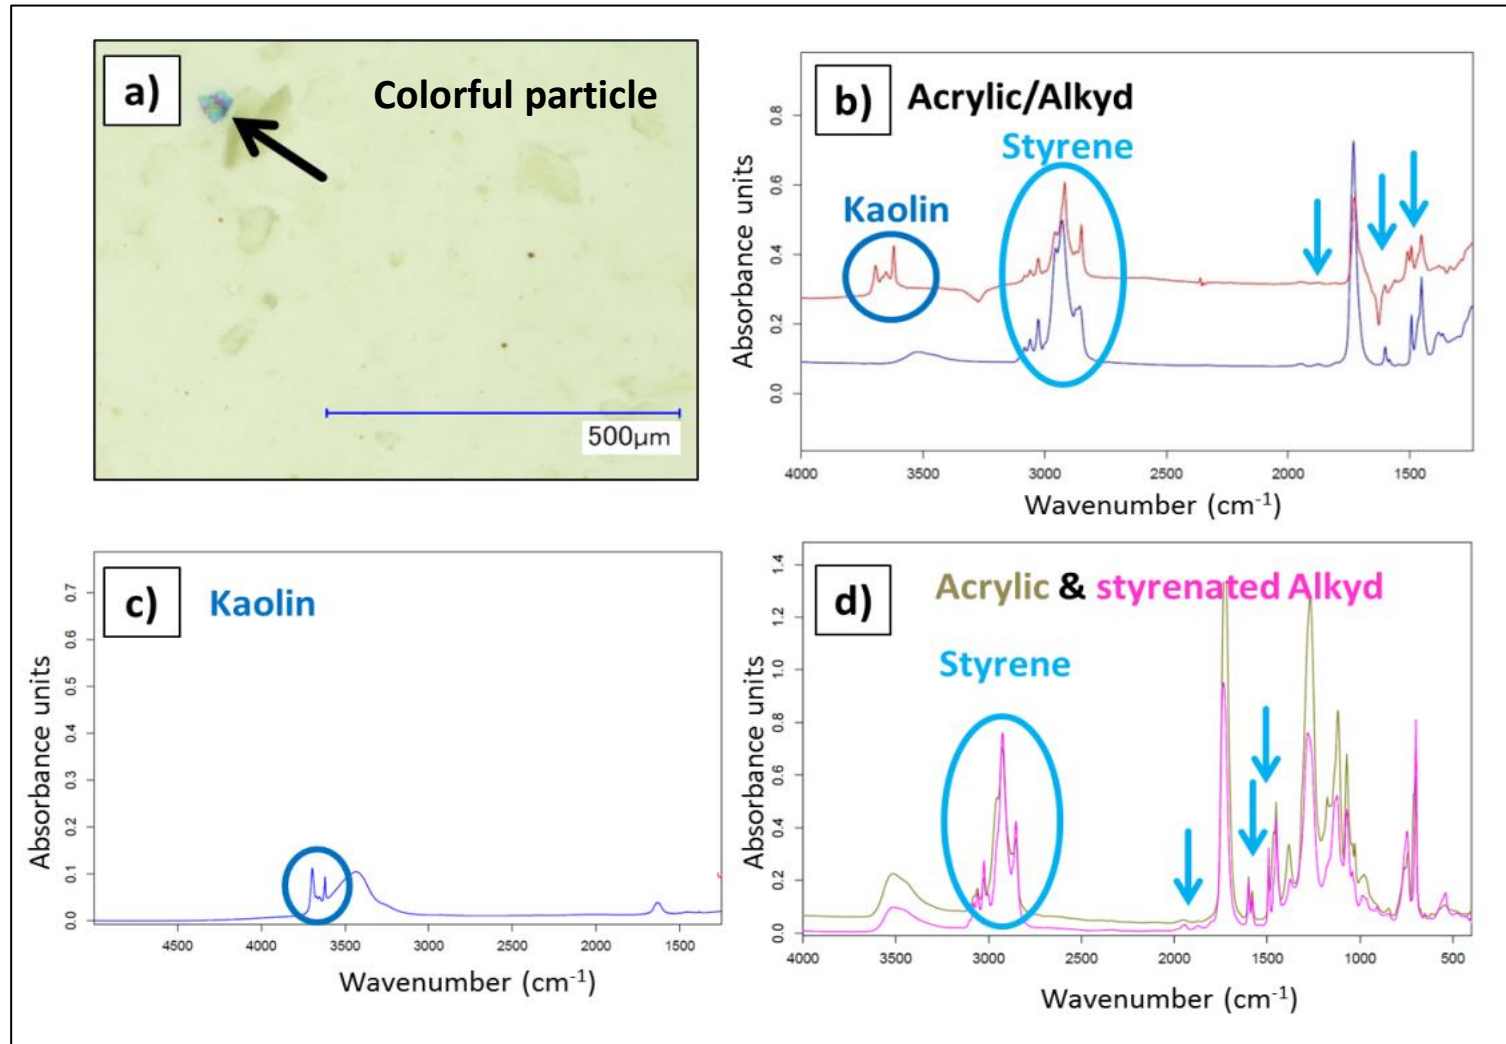 a)
Colorful particle
500µm
b)
Acrylic/Alkyd
Styrene
Kaolin
Absorbance units
0.8
0.6
0.4
0.2
0.0
4000 3500 3000 2500 2000 1500
Wavenumber (cm-1)
c)
Kaolin
Absorbance units
0.7
0.6
0.5
0.4
0.3
0.2
0.1
0.0
4500 4000 3500 3000 2500 2000 1500
Wavenumber (cm-1)
d)
Acrylic & styrenated Alkyd
Styrene
Absorbance units
1.4
1.2
1.0
0.8
0.6
0.4
0.2
0.0
4000 3500 3000 2500 2000 1500 1000 500
Wavenumber (cm-1)